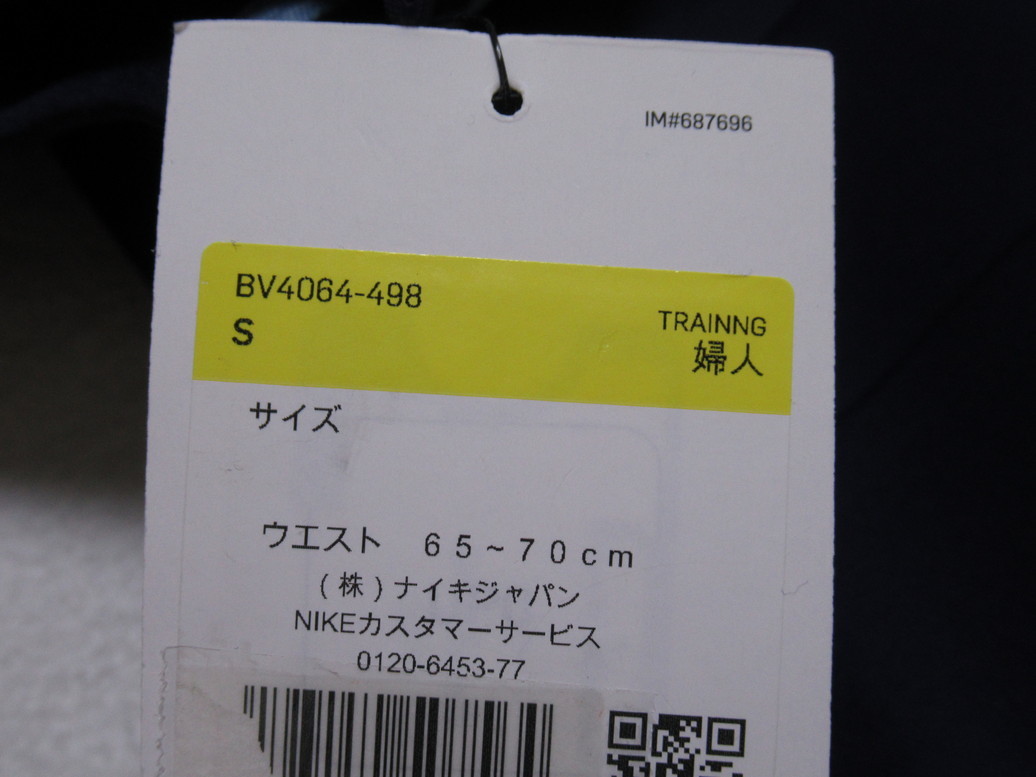 IM#687696
BV4064-498
TRAINNG
S
婦人
サイズ
ウエスト 65~70cm
(株)ナイキジャパン
NIKEカスタマーサービス
0120-6453-77